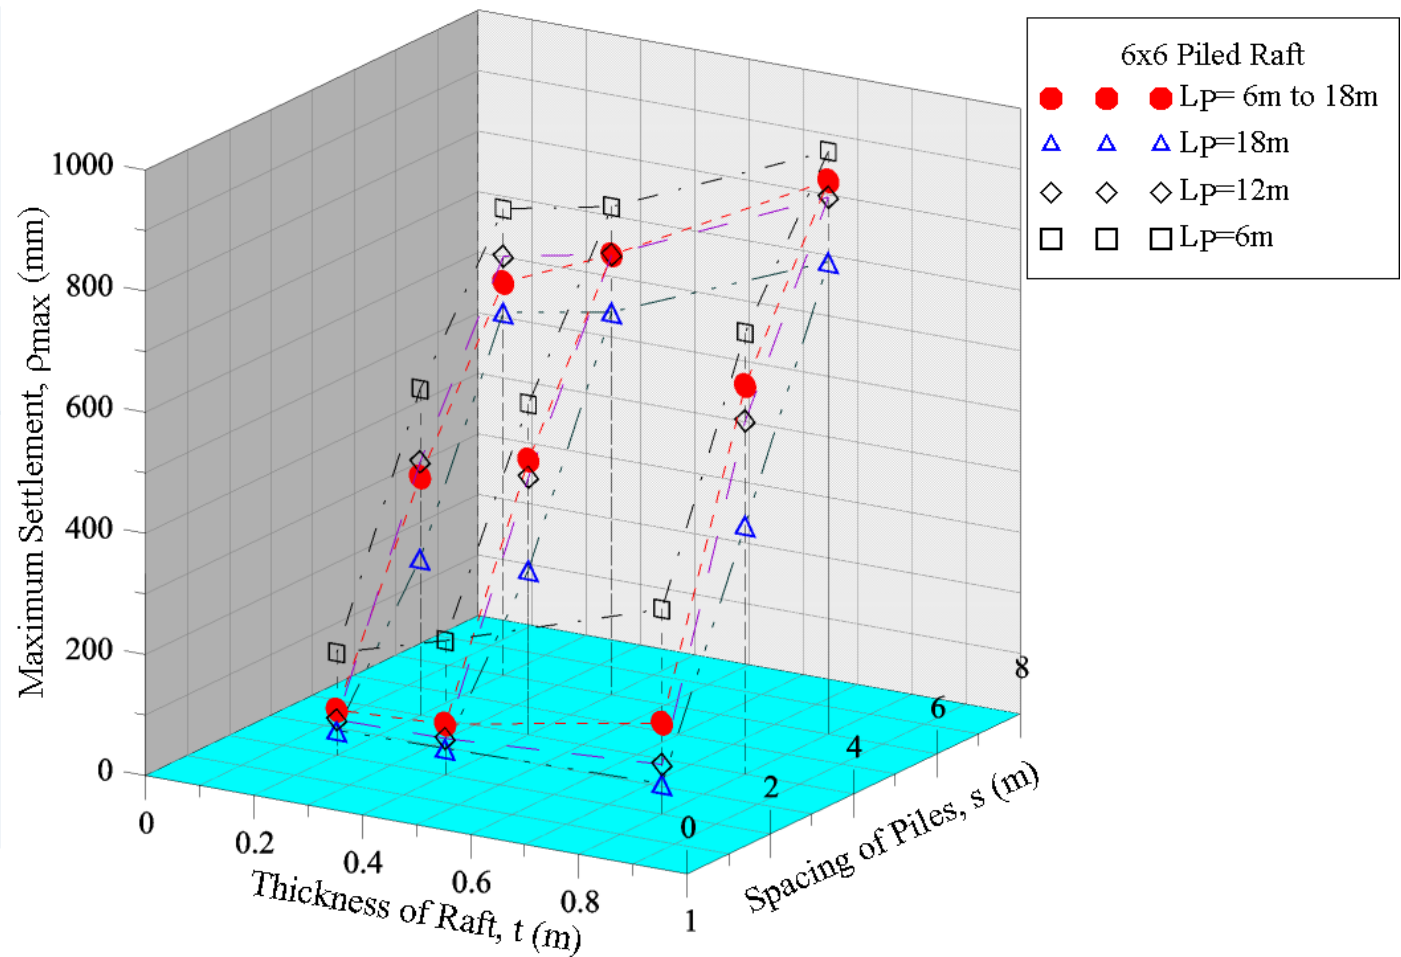 6x6 Piled Raft
Lp= 6m to 18m
Lp=18m
Lp=12m
Lp=6m
Maximum Settlement, ρmax (mm)
1000
800
600
400
200
0
0
0.2
0.4
0.6
0.8
1
Thickness of Raft, t (m)
0
2
4
6
8
Spacing of Piles, s (m)